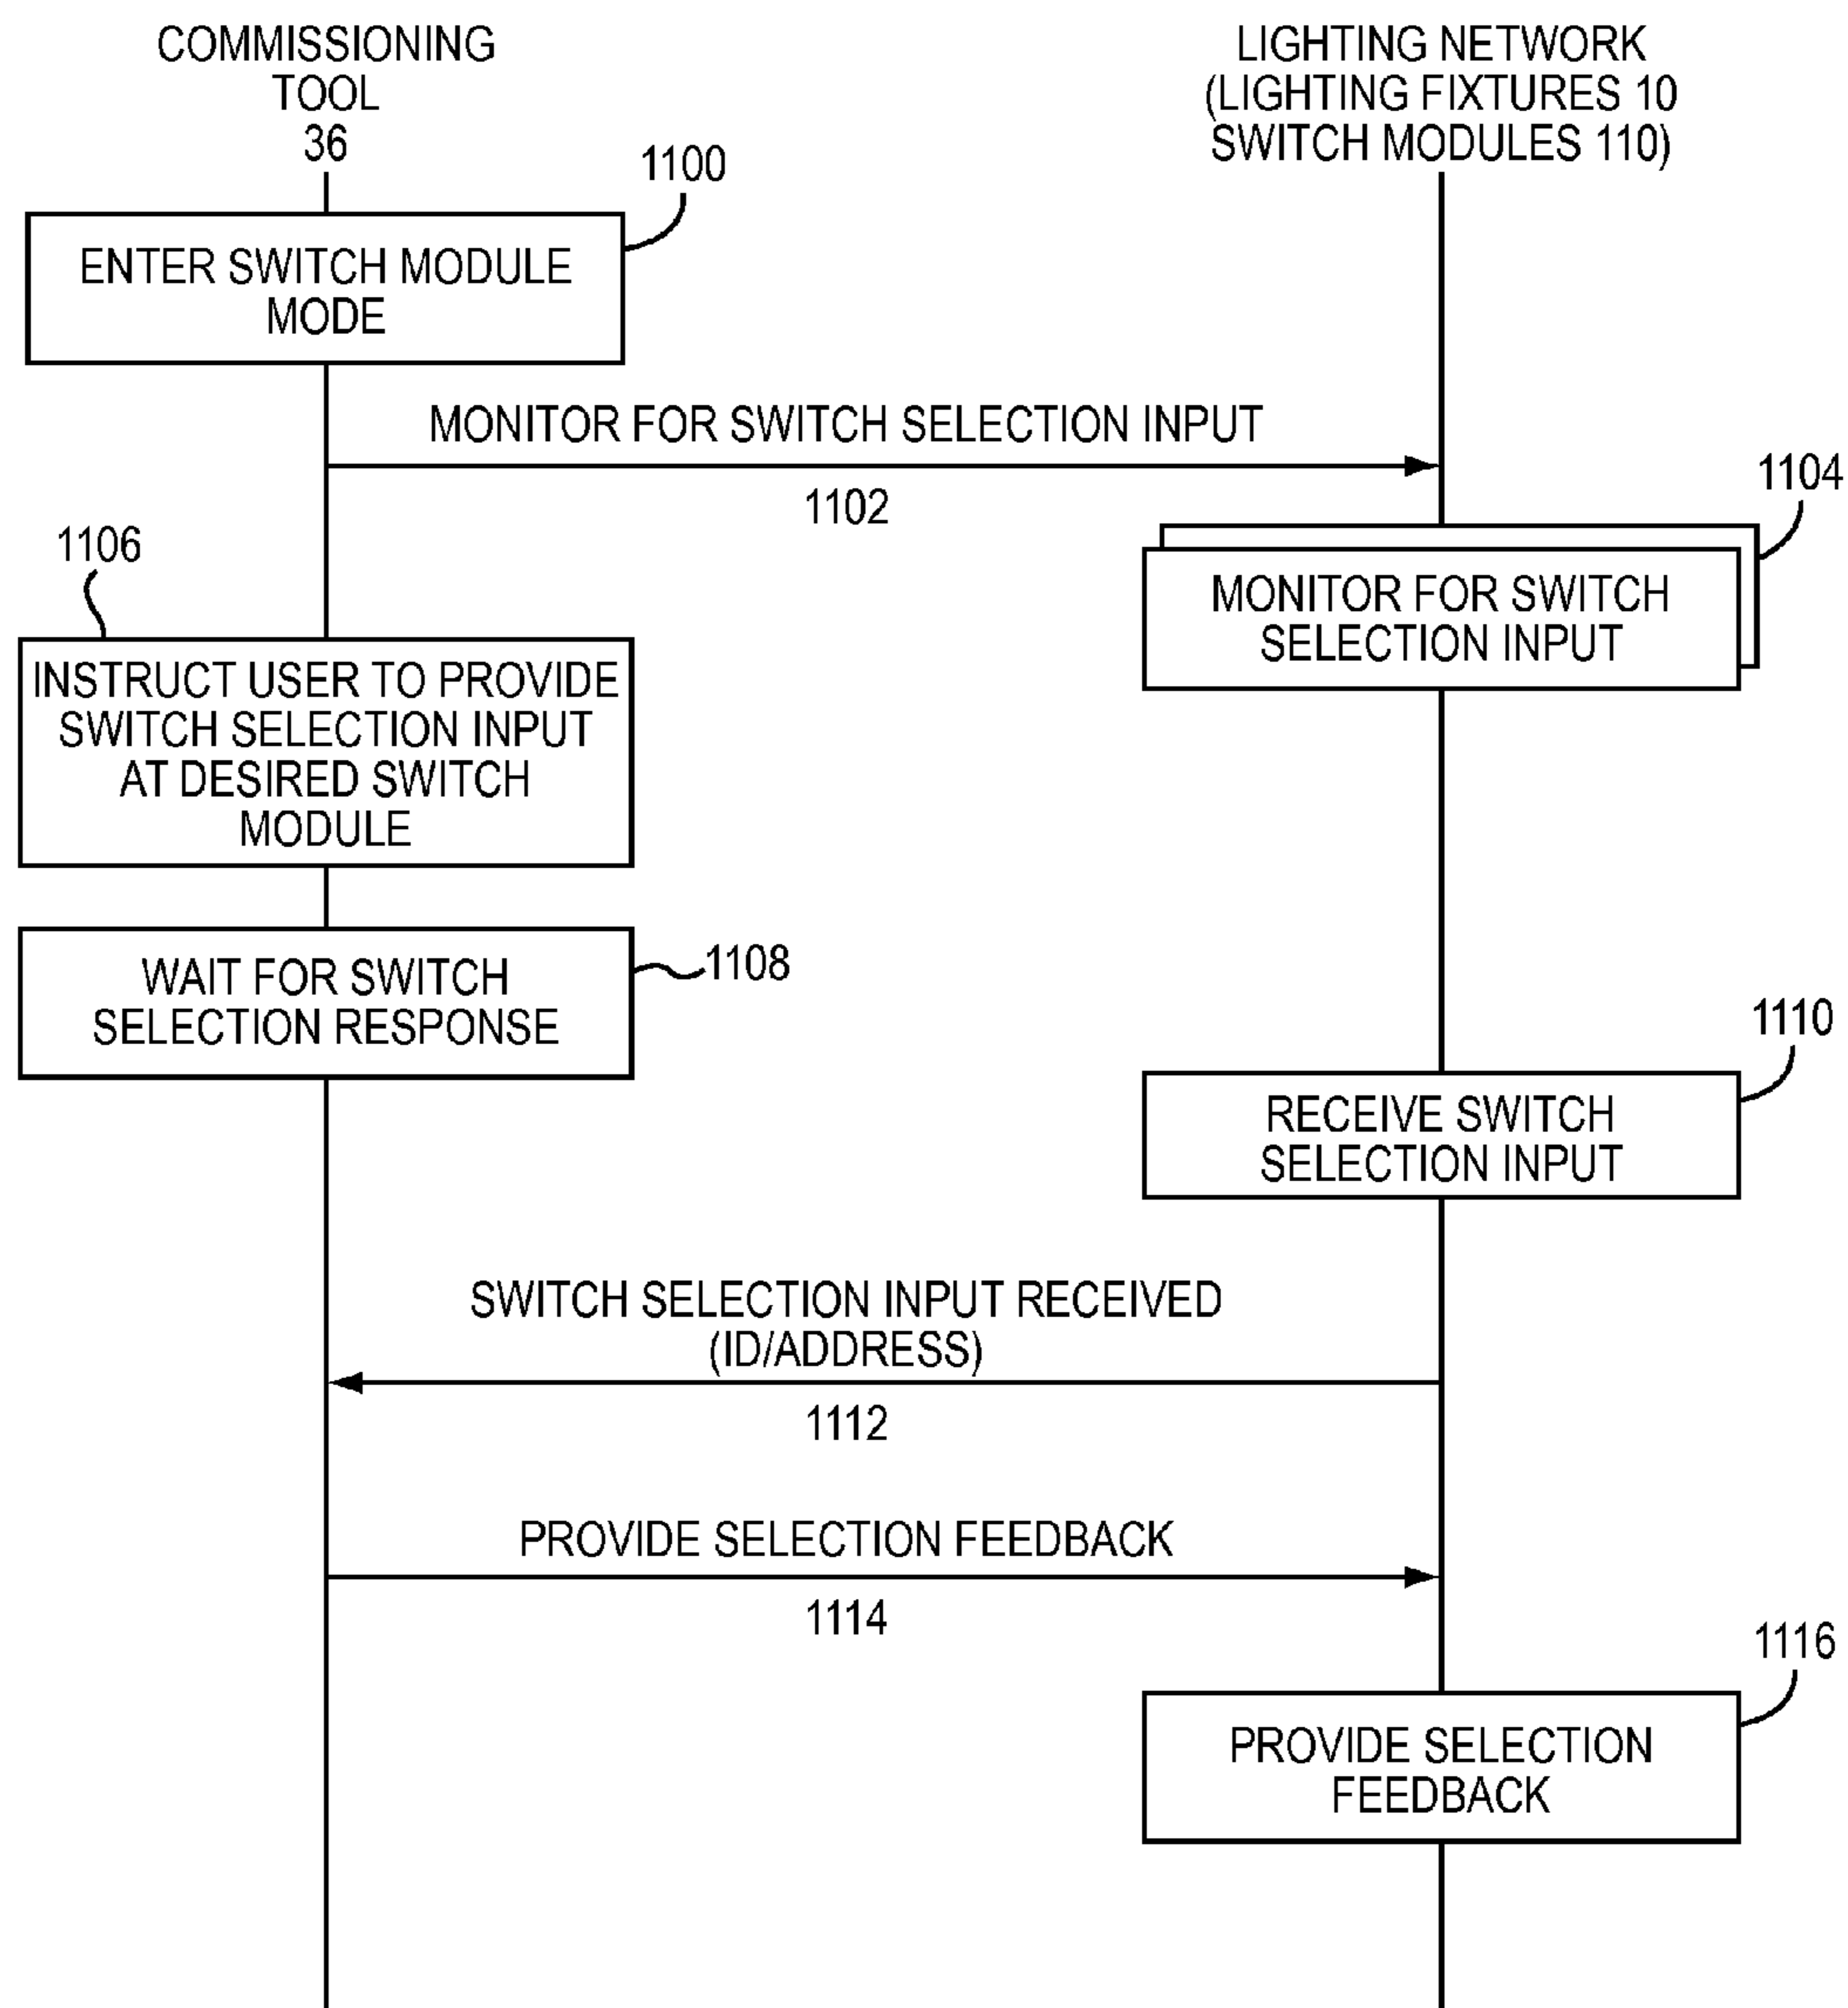 COMMISSIONING
TOOL
36
LIGHTING NETWORK
(LIGHTING FIXTURES 10
SWITCH MODULES 110)
1100
ENTER SWITCH MODULE
MODE
MONITOR FOR SWITCH SELECTION INPUT
1102
1104
MONITOR FOR SWITCH
SELECTION INPUT
1106
INSTRUCT USER TO PROVIDE
SWITCH SELECTION INPUT
AT DESIRED SWITCH
MODULE
WAIT FOR SWITCH
SELECTION RESPONSE
1108
1110
RECEIVE SWITCH
SELECTION INPUT
SWITCH SELECTION INPUT RECEIVED
(ID/ADDRESS)
1112
PROVIDE SELECTION FEEDBACK
1114
1116
PROVIDE SELECTION
FEEDBACK